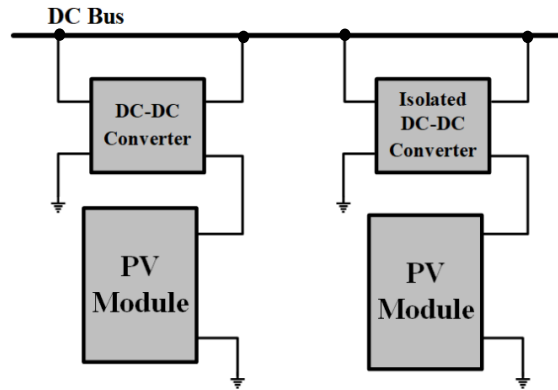 DC Bus
DC-DC
Converter
Isolated
DC-DC
Converter
PV
Module
PV
Module